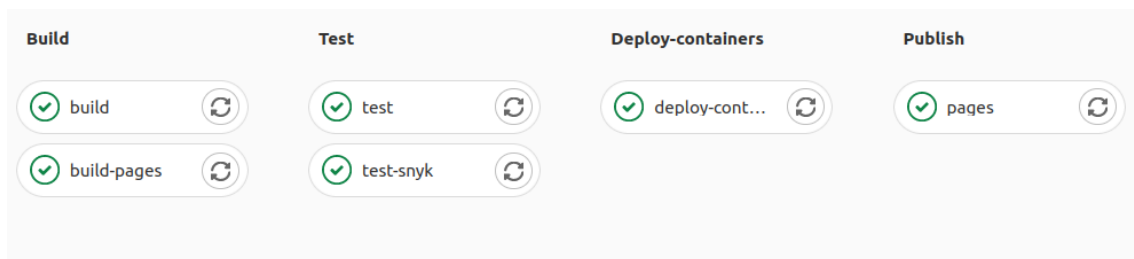 Build
build
build-pages
Test
test
test-snyk
Deploy-containers
deploy-cont...
Publish
pages